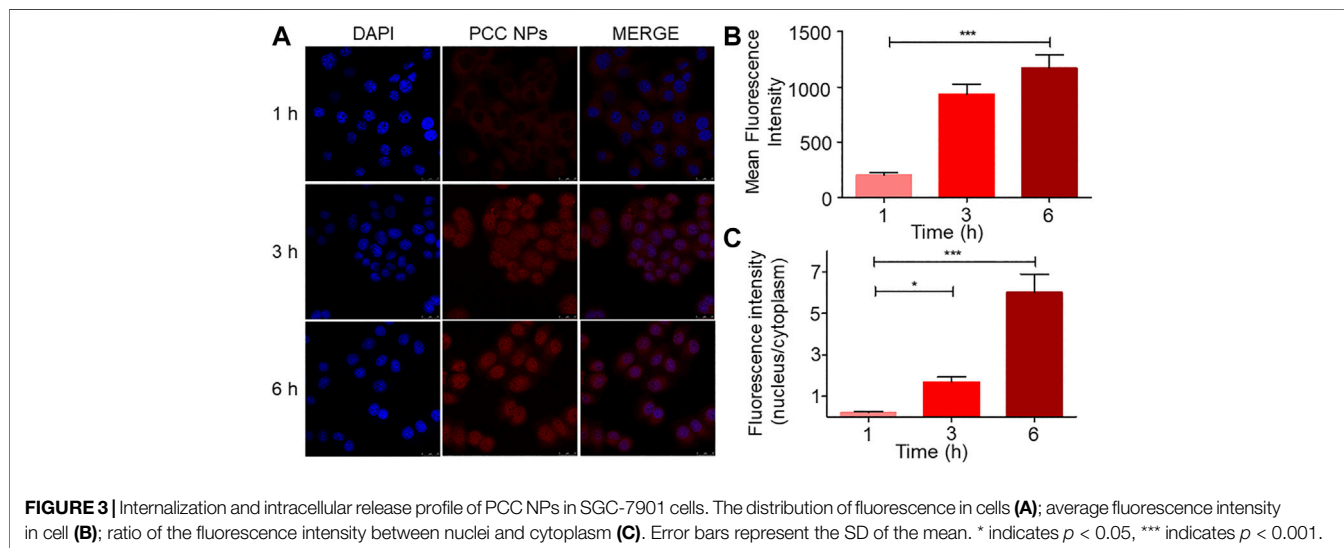 A
DAPI PCC NPs MERGE
1 h
3 h
6 h
B
Mean Fluorescence
Intensity
1500
1000
500
0
***
1 3 6
Time (h)
C
Fluorescence intensity
(nucleus/cytoplasm)
7
5
3
1
***
*
1 3 6
Time (h)
FIGURE 3 | Internalization and intracellular release profile of PCC NPs in SGC-7901 cells. The distribution of fluorescence in cells (A); average fluorescence intensity
in cell (B); ratio of the fluorescence intensity between nuclei and cytoplasm (C). Error bars represent the SD of the mean. * indicates p < 0.05, *** indicates p < 0.001.